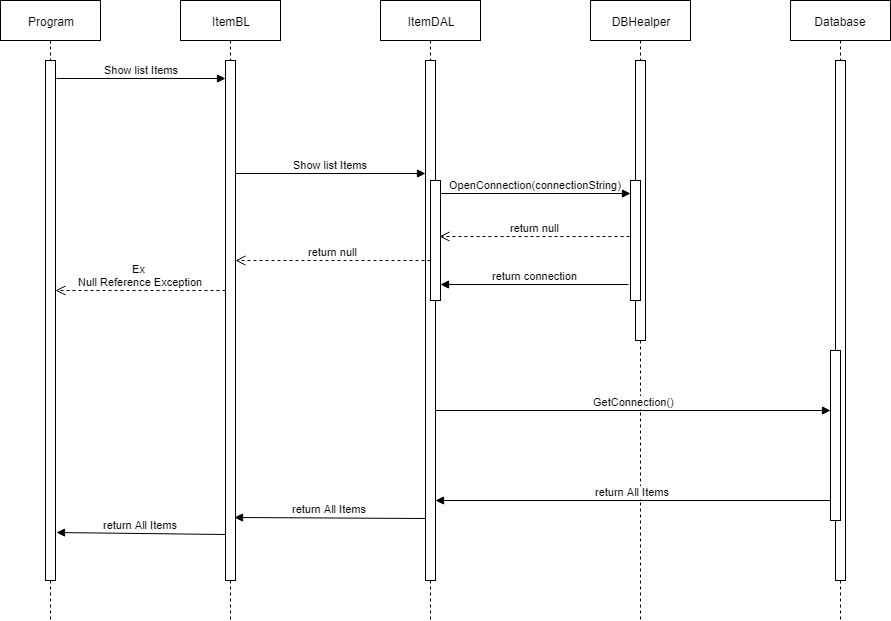 Program
ItemBL
ItemDAL
DBHealper
Database
Show list Items
Show list Items
OpenConnection(connectionString)
return null
return null
Ex
Null Reference Exception
return connection
GetConnection()
return All Items
return All Items
return All Items